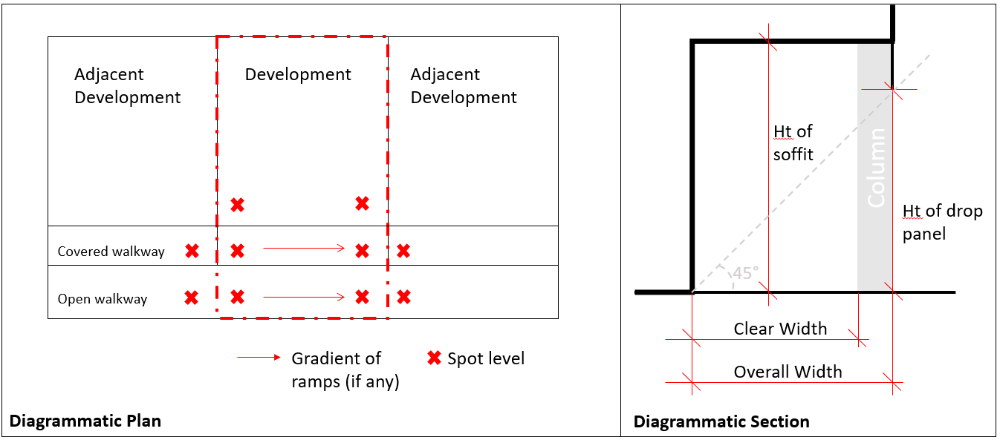 Adjacent
Development
Development
Adjacent
Development
Covered walkway
Open walkway
Gradient of
ramps (if any)
Spot level
Diagrammatic Plan
Ht of
soffit
Column
Ht of drop
panel
45°
Clear Width
Overall Width
Diagrammatic Section